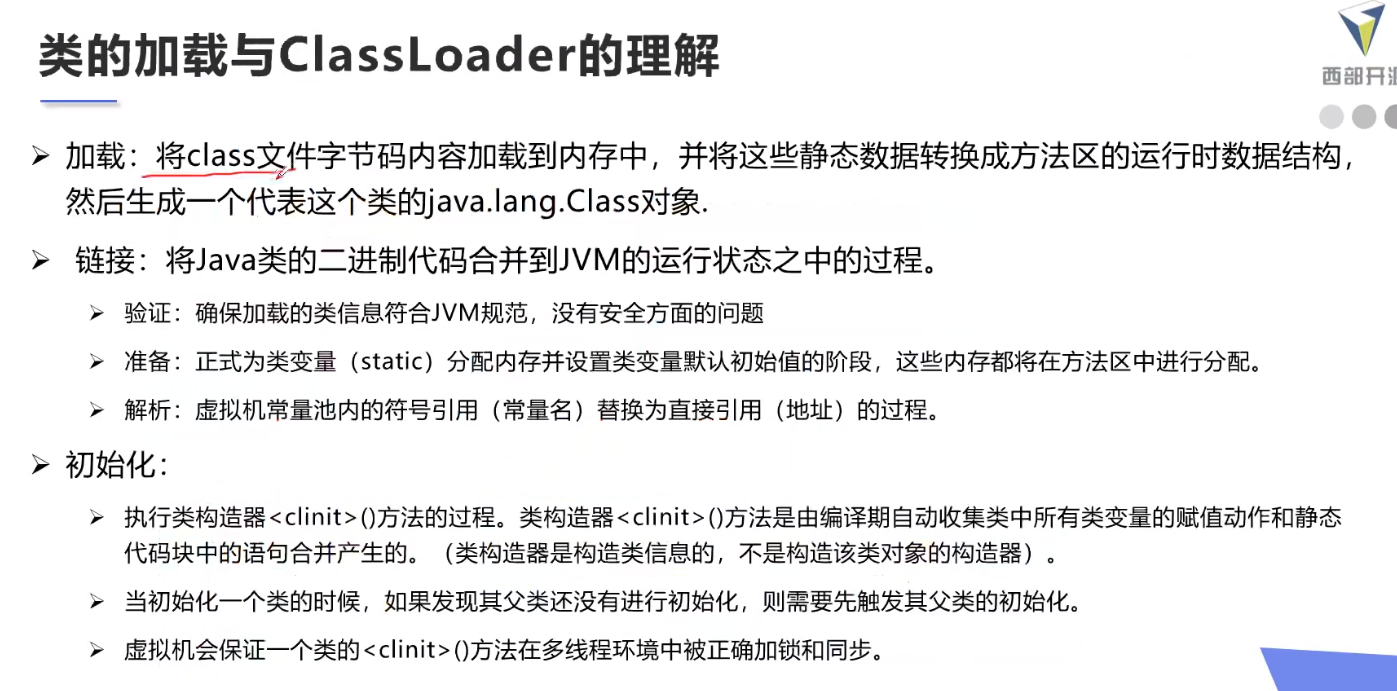 类的加载与ClassLoader的理解
西部开源
加载：将class文件字节码内容加载到内存中，并将这些静态数据转换成方法区的运行时数据结构，
然后生成一个代表这个类的java.lang.Class对象.
链接：将Java类的二进制代码合并到JVM的运行状态之中的过程。
验证：确保加载的类信息符合JVM规范，没有安全方面的问题
准备：正式为类变量（static）分配内存并设置类变量默认初始值的阶段，这些内存都将在方法区中进行分配。
解析：虚拟机常量池内的符号引用（常量名）替换为直接引用（地址）的过程。
初始化：
执行类构造器<clinit>()方法的过程。类构造器<clinit>()方法是由编译期自动收集类中所有类变量的赋值动作和静态
代码块中的语句合并产生的。（类构造器是构造类信息的，不是构造该类对象的构造器）。
当初始化一个类的时候，如果发现其父类还没有进行初始化，则需要先触发其父类的初始化。
虚拟机会保证一个类的<clinit>()方法在多线程环境中被正确加锁和同步。